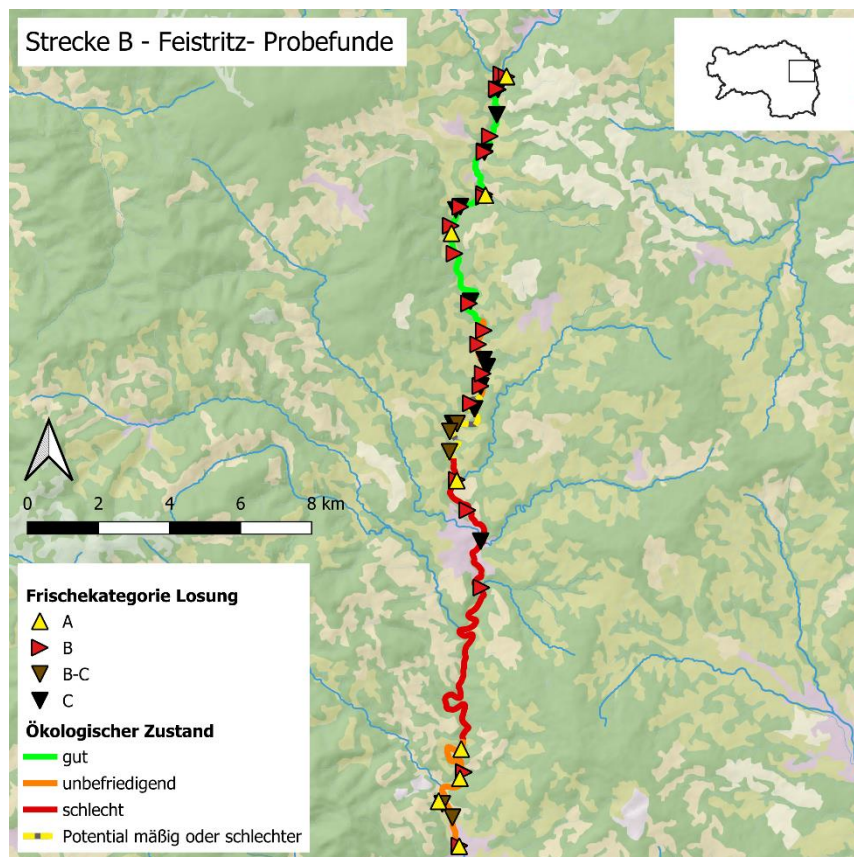 Strecke B - Feistritz- Probefunde
0 2 4 6 8 km
Frischekategorie Losung
A
B
B-C
C
Ökologischer Zustand
gut
unbefriedigend
schlecht
Potential mäßig oder schlechter